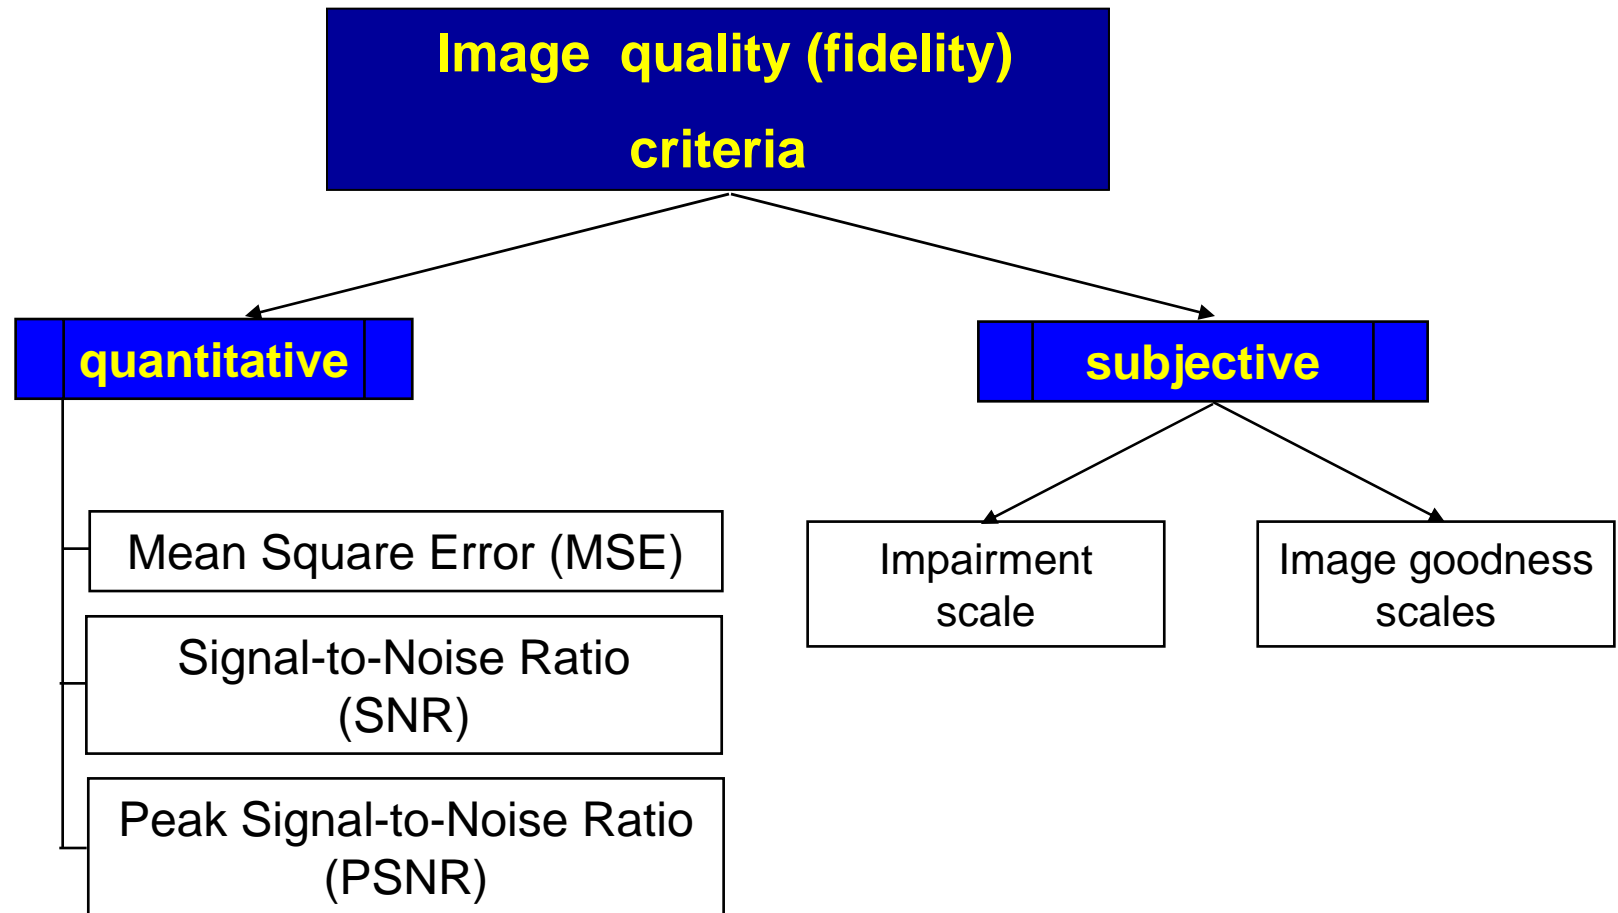 Image quality (fidelity)
criteria
quantitative
subjective
Mean Square Error (MSE)
Signal-to-Noise Ratio
(SNR)
Peak Signal-to-Noise Ratio
(PSNR)
Impairment
scale
Image goodness
scales